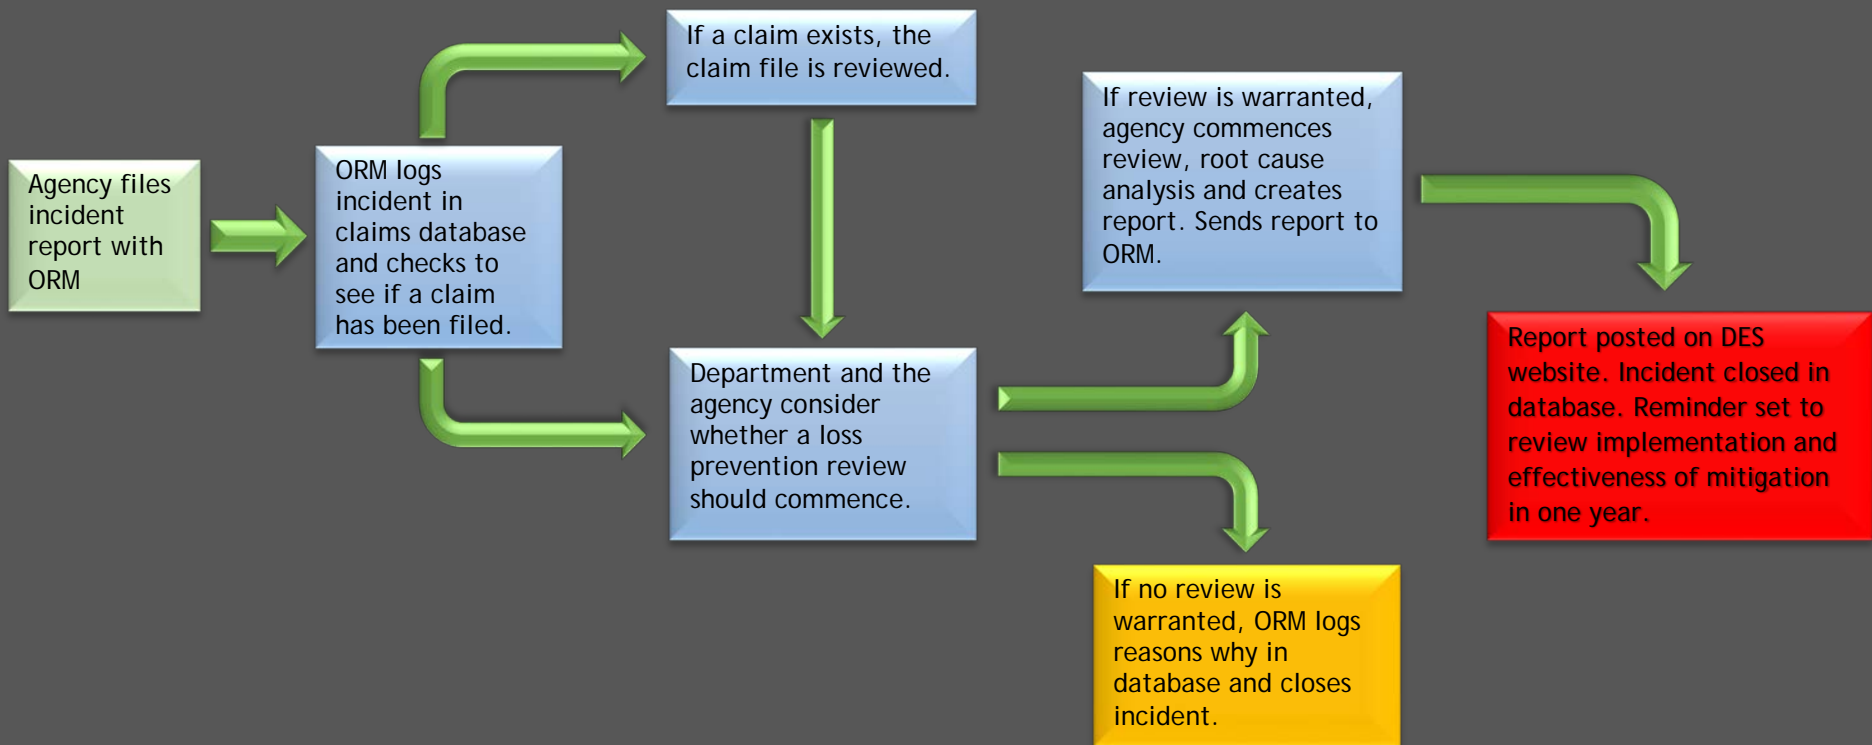 Agency files
incident
report with
ORM
ORM logs
incident in
claims database
and checks to
see if a claim
has been filed.
If a claim exists, the
claim file is reviewed.
Department and the
agency consider
whether a loss
prevention review
should commence.
If review is warranted,
agency commences
review, root cause
analysis and creates
report. Sends report to
ORM.
If no review is
warranted, ORM logs
reasons why in
database and closes
incident.
Report posted on DES
website. Incident closed in
database. Reminder set to
review implementation and
effectiveness of mitigation
in one year.